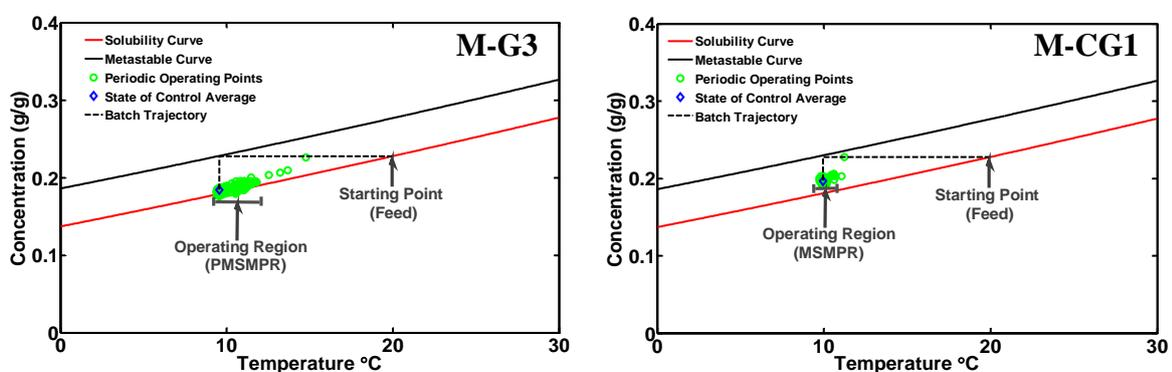 M-G3
Solubility Curve
Metastable Curve
Periodic Operating Points
State of Control Average
Batch Trajectory
Concentration (g/g)
0.4
0.3
0.2
0.1
0
Starting Point
(Feed)
Operating Region
(PMSMPR)
0 10 20 30
Temperature °C
M-CG1
Solubility Curve
Metastable Curve
Periodic Operating Points
State of Control Average
Batch Trajectory
Concentration (g/g)
0.4
0.3
0.2
0.1
0
Starting Point
(Feed)
Operating Region
(MSMPR)
0 10 20 30
Temperature °C